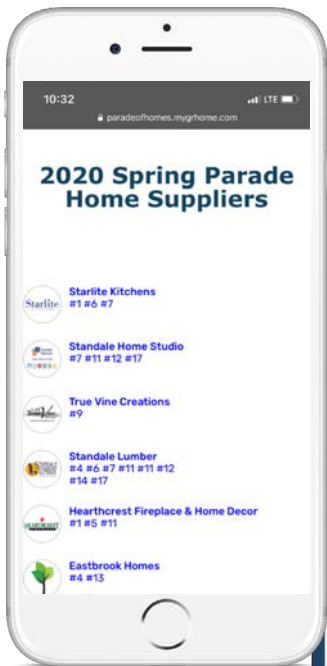 10:32
LTE
paradeofhomes.mygrhome.com
2020 Spring Parade
Home Suppliers
Starlite
Starlite Kitchens
#1 #6 #7
Standale Home Studio
#7 #11 #12 #17
True Vine Creations
#9
Standale Lumber
#4 #6 #7 #11 #11 #12
#14 #17
HEARTHCREST
Hearthcrest Fireplace & Home Decor
#1 #5 #11
Eastbrook Homes
#4 #13